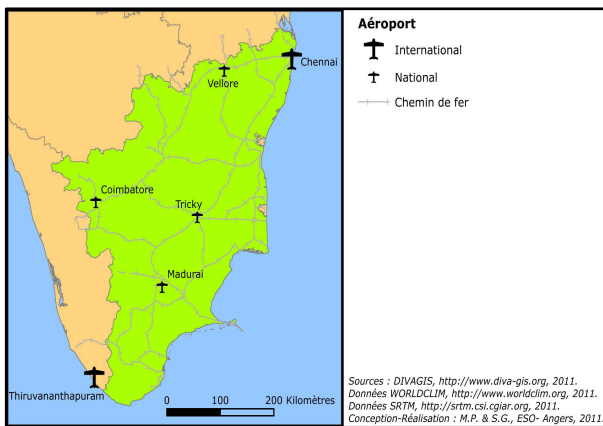 Chennai
Vellore
Coimbatore
Tricky
Madurai
Thiruvananthapuram
0 100 200 Kilomètres
Aéroport
International
National
Chemin de fer
Sources : DIVAGIS, http://www.diva-gis.org, 2011.
Données WORLDCLIM, http://www.worldclim.org, 2011.
Données SRTM, http://srtm.csi.cgiar.org, 2011.
Conception-Réalisation : M.P. & S.G., ESO- Angers, 2011.